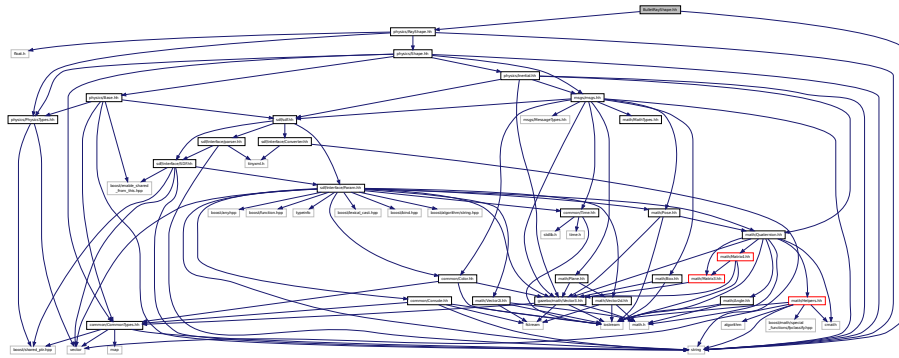 BulletRayShape.hh
physics/RayShape.hh
float.h
physics/Shape.hh
physics/Inertial.hh
physics/Base.hh
msgs/msgs.hh
physics/PhysicsTypes.hh
sdf/sdf.hh
msgs/MessageTypes.hh
math/MathTypes.hh
sdf/interface/parser.hh
sdf/interface/Converter.hh
sdf/interface/SDF.hh
tinyxml.h
boost/enable_shared
_from_this.hpp
sdf/interface/Param.hh
boost/any.hpp
boost/function.hpp
typeinfo
boost/lexical_cast.hpp
boost/bind.hpp
boost/algorithm/string.hpp
common/Time.hh
math/Pose.hh
stdlib.h
time.h
math/Quaternion.hh
math/Matrix4.hh
common/Color.hh
math/Plane.hh
math/Box.hh
math/Matrix3.hh
common/Console.hh
math/Vector2i.hh
gazebo/math/Vector3.hh
math/Vector2d.hh
math/Angle.hh
math/Helpers.hh
common/CommonTypes.hh
fstream
iostream
math.h
algorithm
boost/math/special
_functions/fpclassify.hpp
cmath
boost/shared_ptr.hpp
vector
map
string